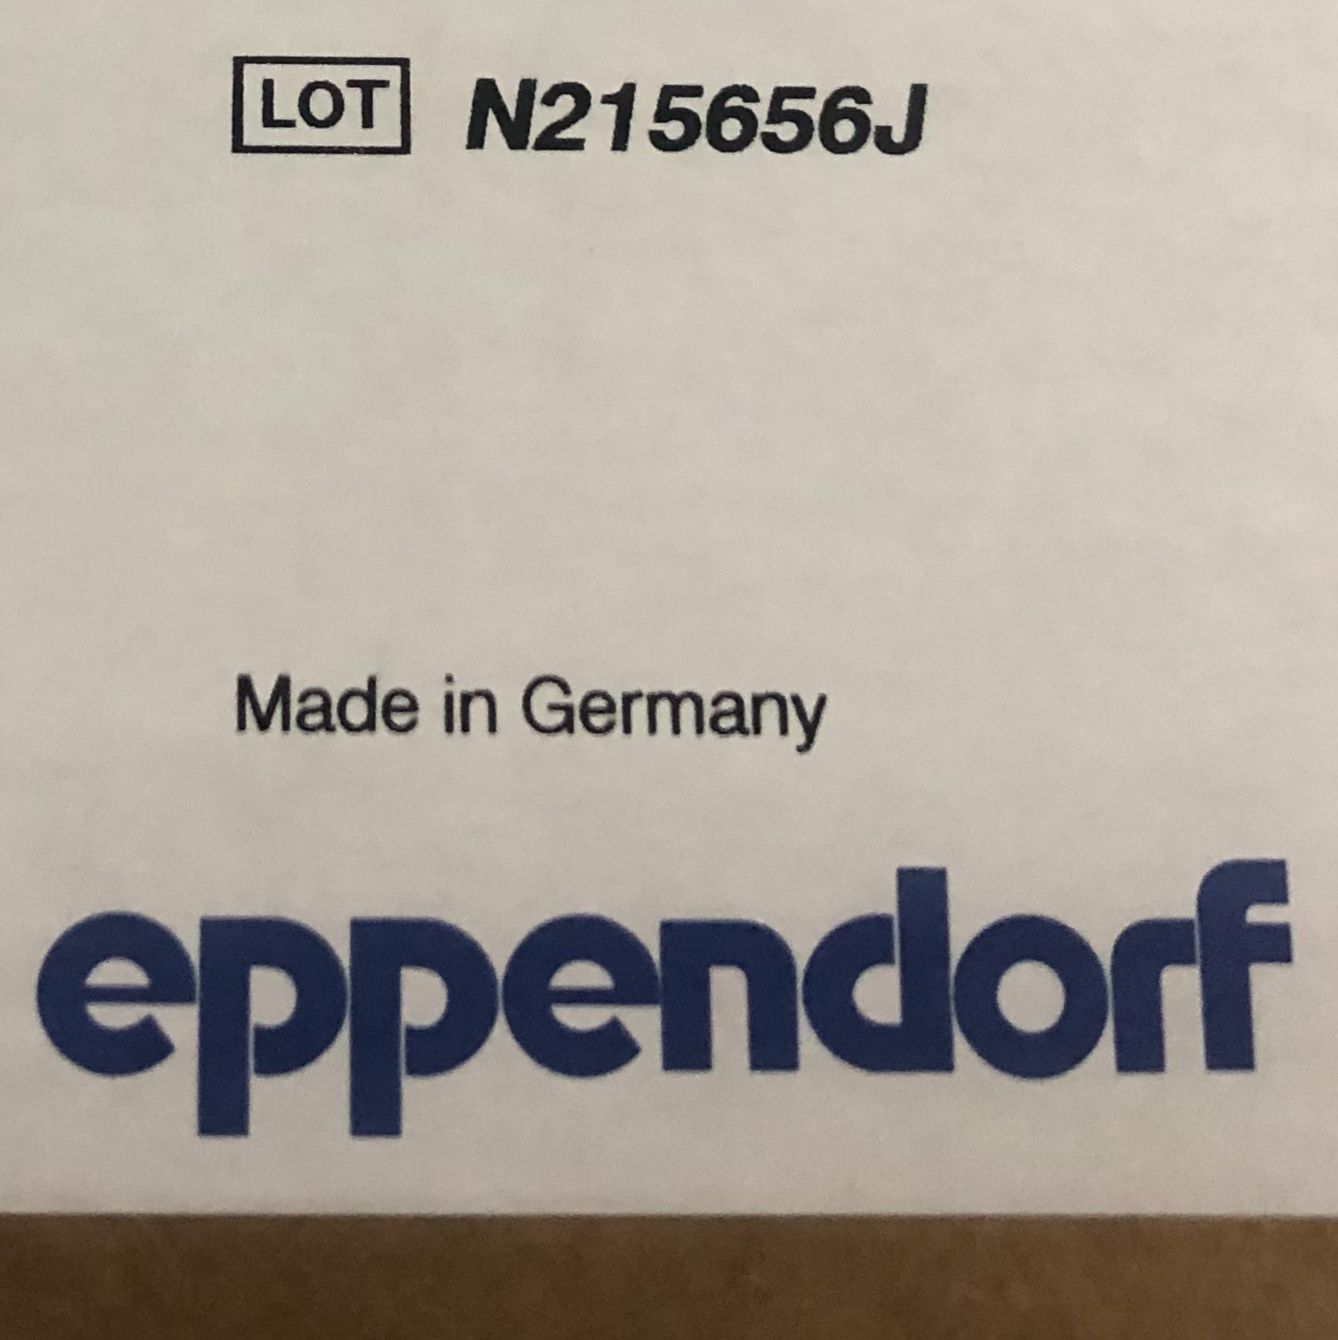 LOT N215656J
Made in Germany
eppendorf